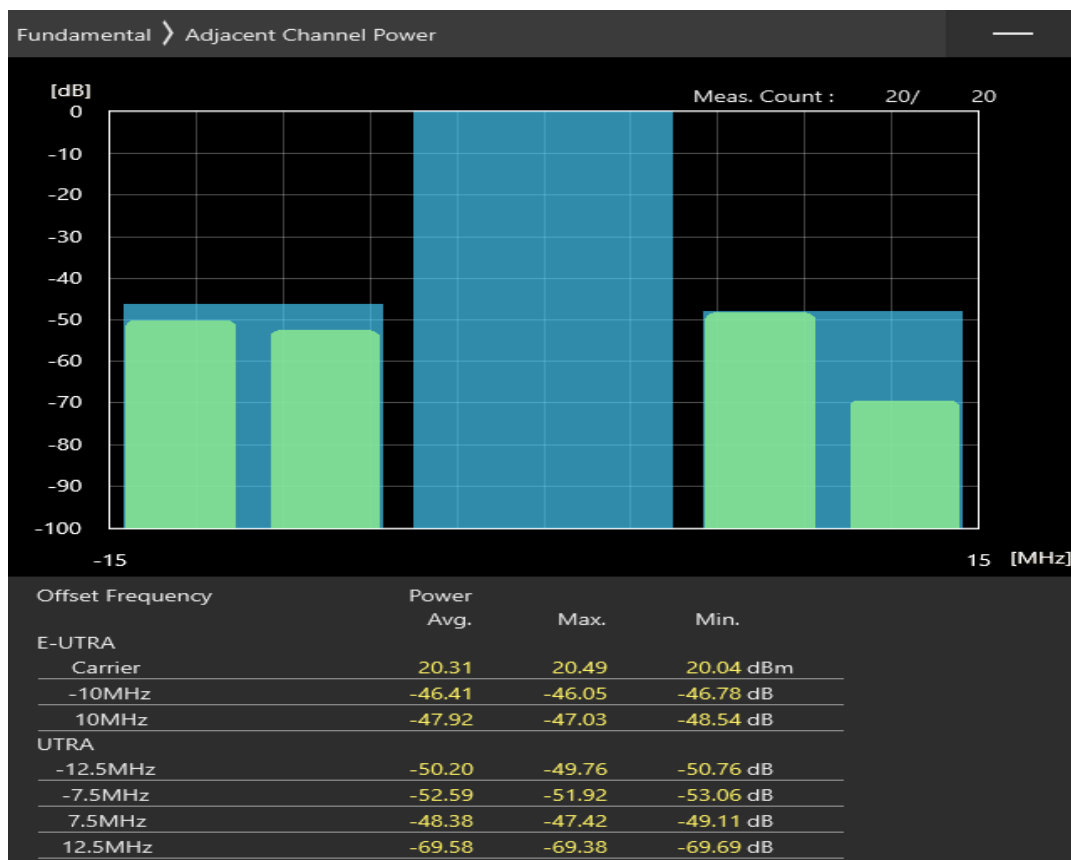 Fundamental ❯ Adjacent Channel Power
[dB]
Meas. Count : 20/ 20
0
-10
-20
-30
-40
-50
-60
-70
-80
-90
-100
-15 15 [MHz]
Offset Frequency Power
Avg. Max. Min.
E-UTRA
Carrier 20.31 20.49 20.04 dBm
-10MHz -46.41 -46.05 -46.78 dB
10MHz -47.92 -47.03 -48.54 dB
UTRA
-12.5MHz -50.20 -49.76 -50.76 dB
-7.5MHz -52.59 -51.92 -53.06 dB
7.5MHz -48.38 -47.42 -49.11 dB
12.5MHz -69.58 -69.38 -69.69 dB